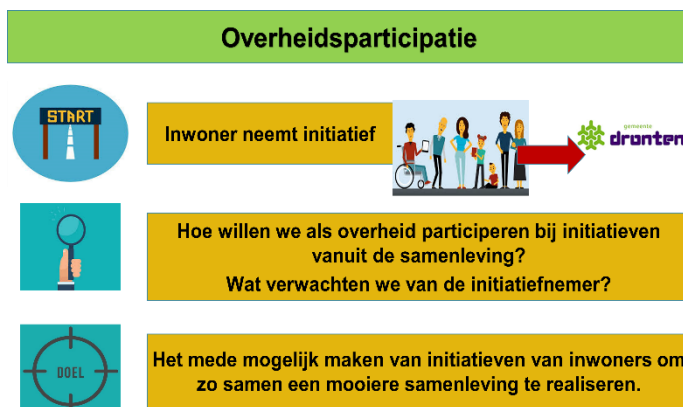 Overheidsparticipatie
START
Inwoner neemt initiatief
gemeente
dronten
Hoe willen we als overheid participeren bij initiatieven
vanuit de samenleving?
Wat verwachten we van de initiatiefnemer?
DOEL
Het mede mogelijk maken van initiatieven van inwoners om
zo samen een mooiere samenleving te realiseren.